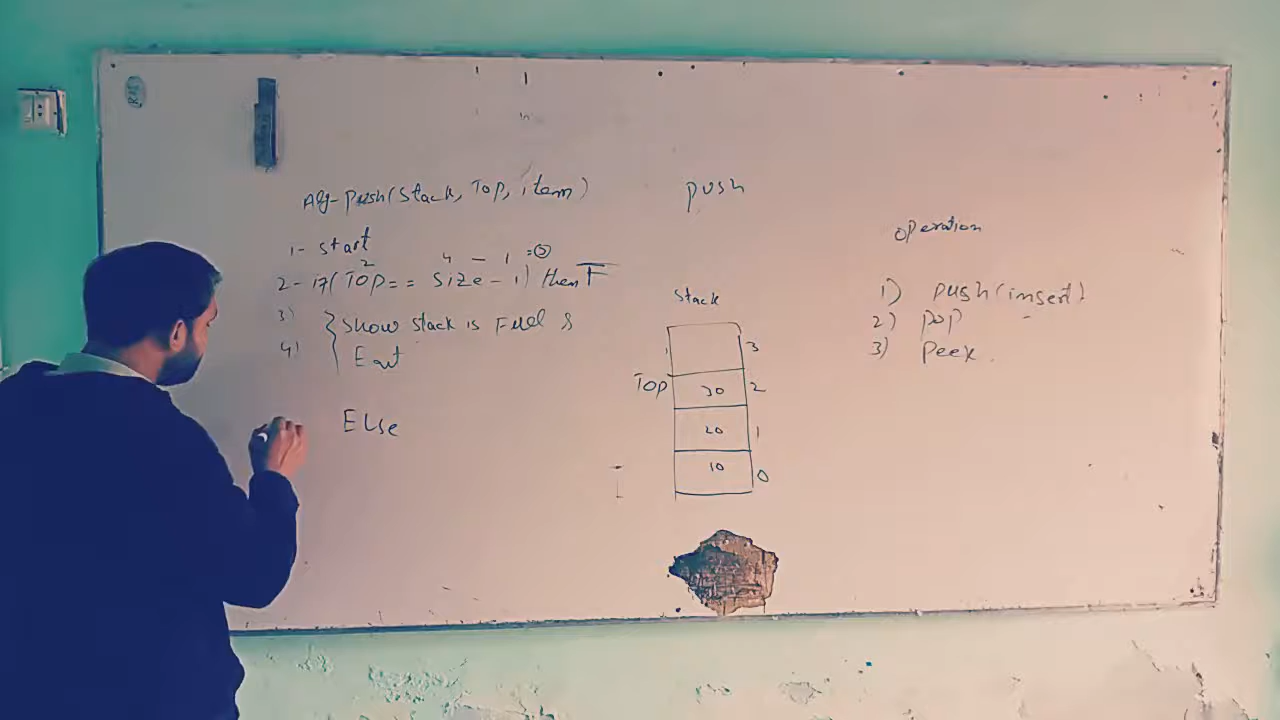 Alg-push(stack, Top, item)
push
operation
1- start
4 - 1 = 3
2
2- if(Top == size - 1) then F
3) { show stack is Full &
4) Exit
Else
stack
3
Top 30 2
20 1
10 0
1) push(insert)
2) pop
3) peek.